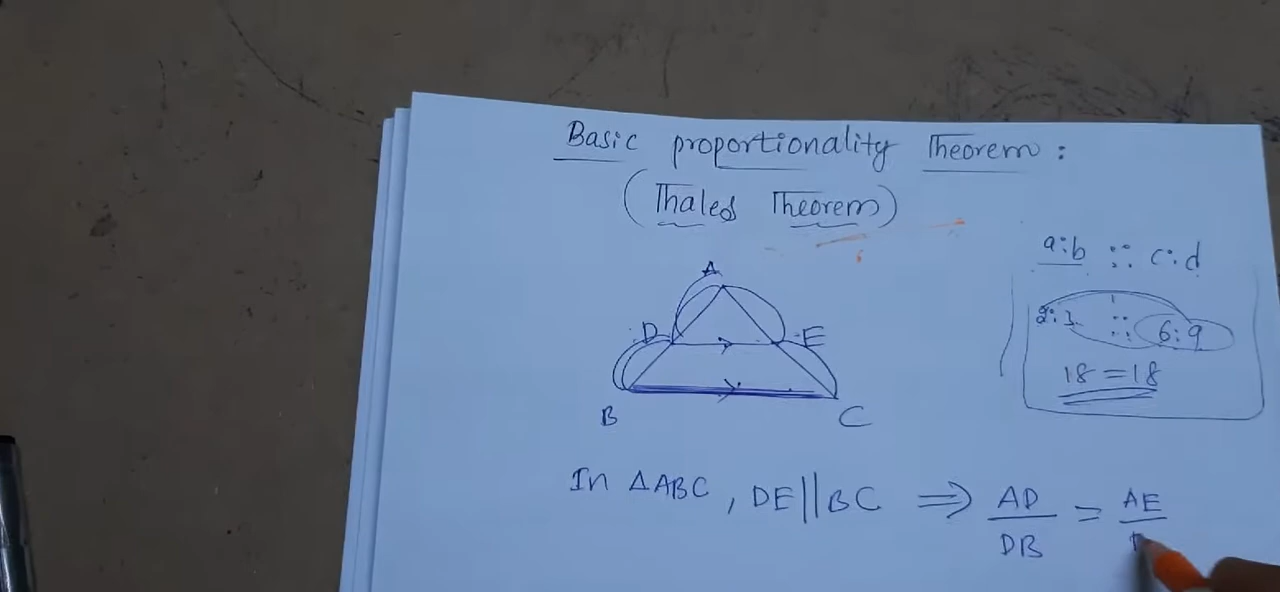 Basic proportionality Theorem:
(Thales Theorem)
a:b :: c:d
2:3 :: 6:9
18 = 18
A
D E
B C
In ΔABC, DE||BC ⇒ AD/DB = AE/